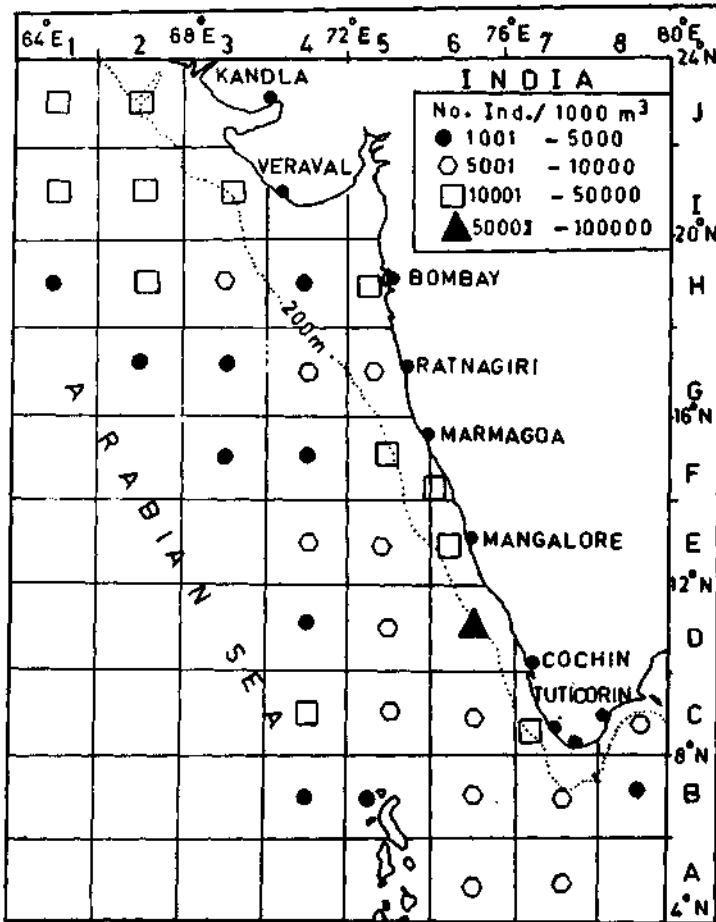 64°E 68°E 72°E 76°E 80°E
1 2 3 4 5 6 7 8
24°N
KANDLA
INDIA
No. Ind./ 1000 m³
1001 - 5000
5001 - 10000
10001 - 50000
50001 - 100000
J
VERAVAL
I
20°N
BOMBAY
H
200m
RATNAGIRI
G
16°N
MARMAGOA
F
ARABIAN SEA
MANGALORE
E
12°N
D
COCHIN
TUTICORIN
C
8°N
B
A
4°N